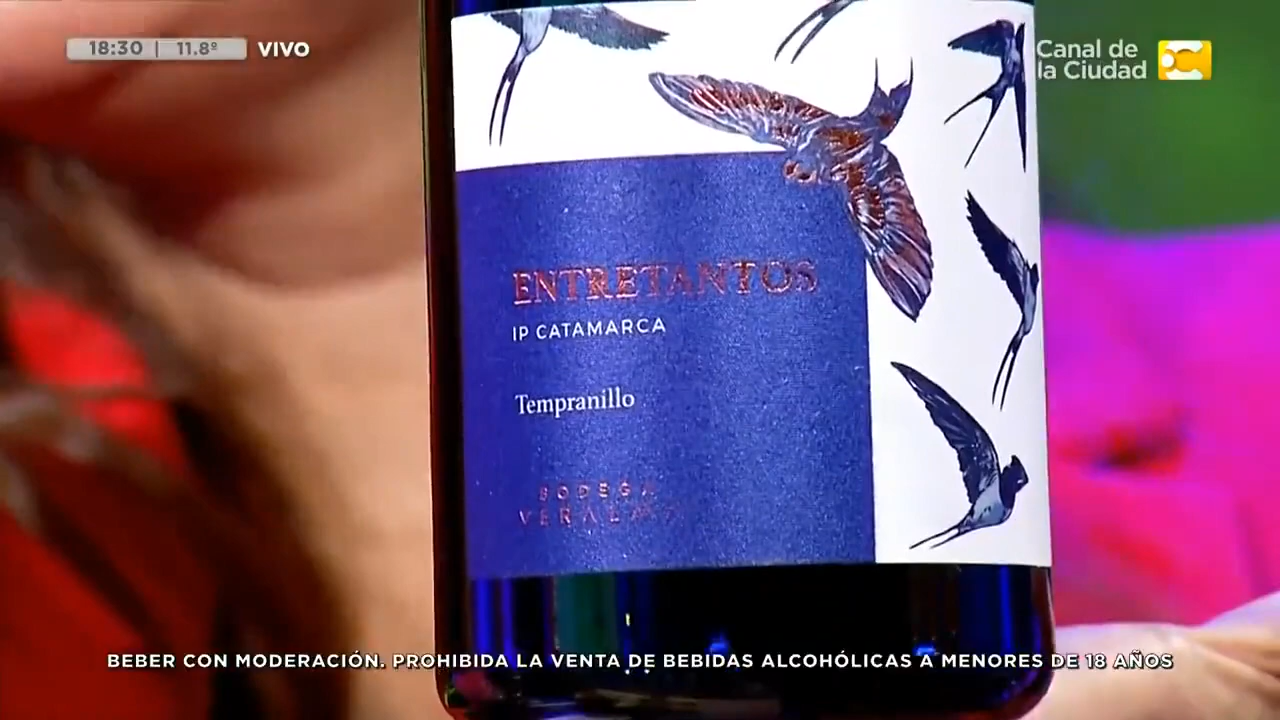 18:30 | 11.8º VIVO
Canal de
la Ciudad
ENTRETANTOS
IP CATAMARCA
Tempranillo
BODEGA
BEBER CON MODERACIÓN. PROHIBIDA LA VENTA DE BEBIDAS ALCOHÓLICAS A MENORES DE 18 AÑOS